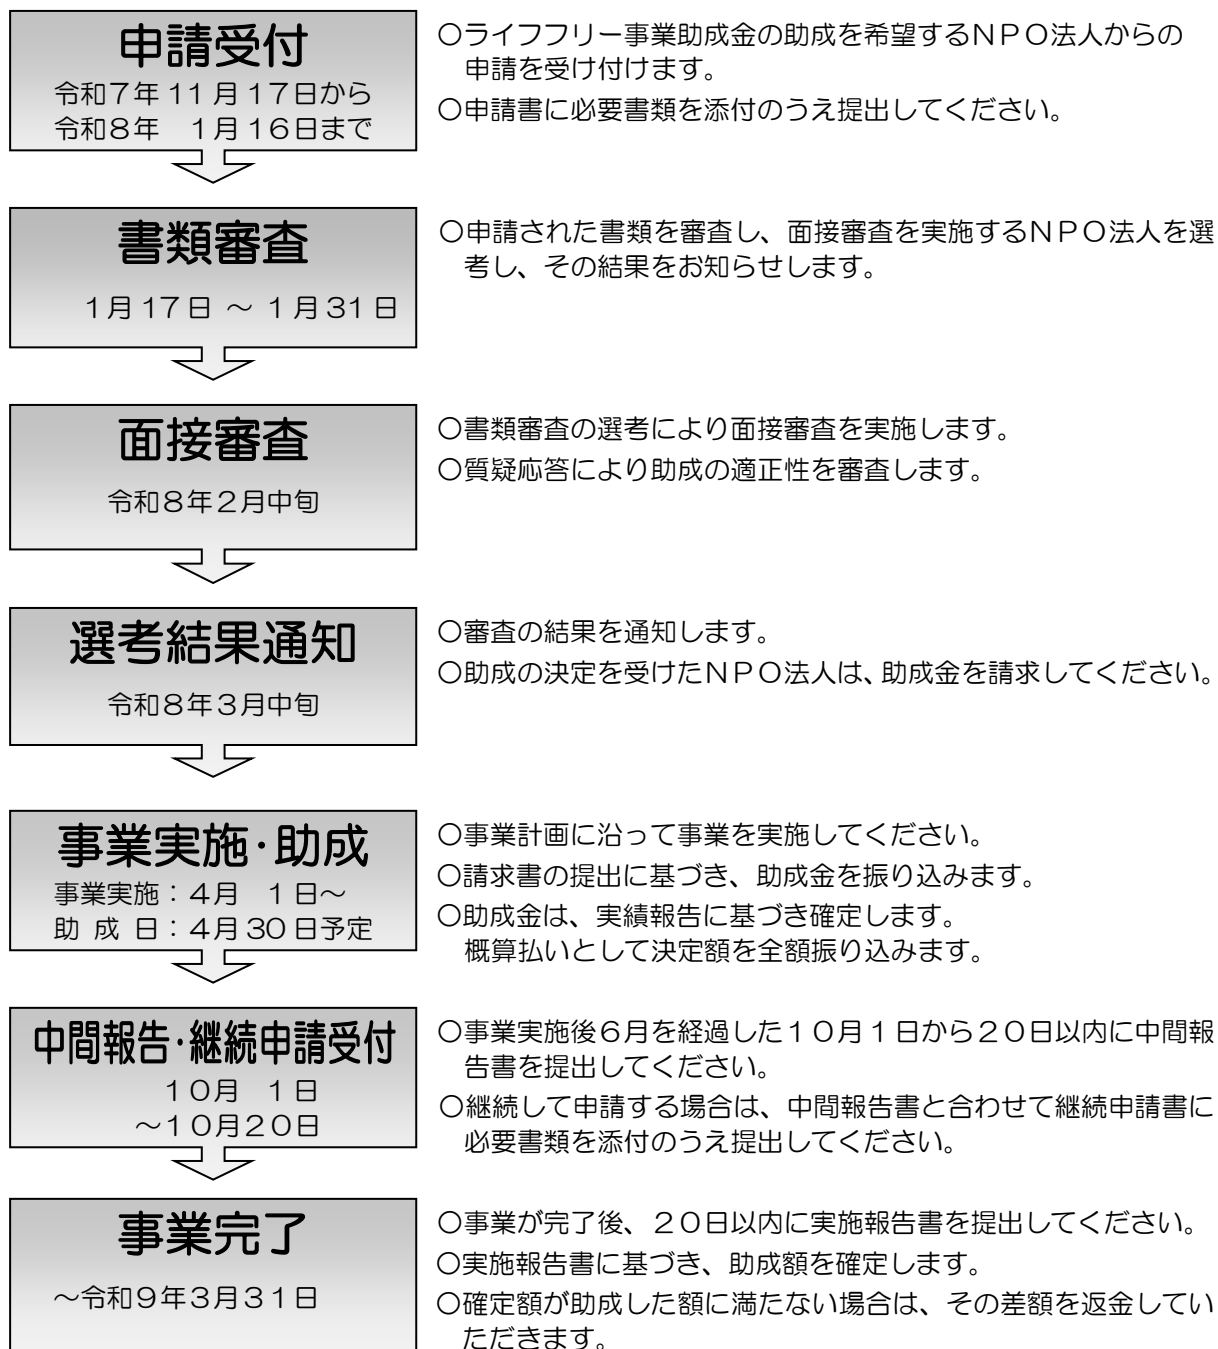 申請受付
令和7年11月17日から
令和8年　1月16日まで
〇ライフフリー事業助成金の助成を希望するNPO法人からの
申請を受け付けます。
〇申請書に必要書類を添付のうえ提出してください。
書類審査
1月17日 ～ 1月31日
〇申請された書類を審査し、面接審査を実施するNPO法人を選
考し、その結果をお知らせします。
面接審査
令和8年2月中旬
〇書類審査の選考により面接審査を実施します。
〇質疑応答により助成の適正性を審査します。
選考結果通知
令和8年3月中旬
〇審査の結果を通知します。
〇助成の決定を受けたNPO法人は、助成金を請求してください。
事業実施・助成
事業実施：4月　1日～
助 成 日：4月30日予定
〇事業計画に沿って事業を実施してください。
〇請求書の提出に基づき、助成金を振り込みます。
〇助成金は、実績報告に基づき確定します。
概算払いとして決定額を全額振り込みます。
中間報告・継続申請受付
10月　1日
～10月20日
〇事業実施後6月を経過した10月1日から20日以内に中間報
告書を提出してください。
〇継続して申請する場合は、中間報告書と合わせて継続申請書に
必要書類を添付のうえ提出してください。
事業完了
～令和9年3月31日
〇事業が完了後、20日以内に実施報告書を提出してください。
〇実施報告書に基づき、助成額を確定します。
〇確定額が助成した額に満たない場合は、その差額を返金してい
ただきます。